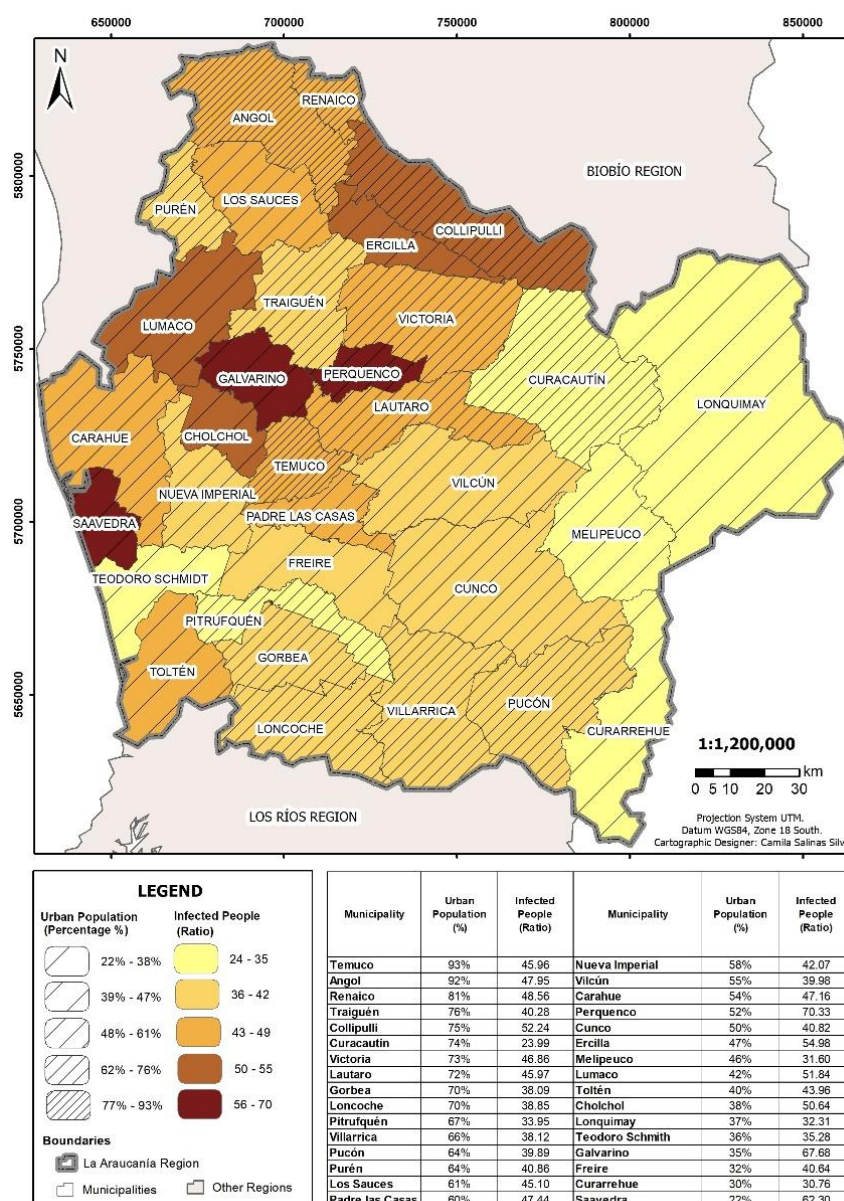 650000 700000 750000 800000 850000
N
RENAICO
ANGOL
5800000
BIOBÍO REGION
LOS SAUCES
PURÉN
COLLIPULLI
ERCILLA
TRAIGUÉN
VICTORIA
LUMACO
5750000
GALVARINO
PERQUENCO
CURACAUTÍN
LONQUIMAY
LAUTARO
CARAHUE
CHOLCHOL
TEMUCO
VILCÚN
NUEVA IMPERIAL
PADRE LAS CASAS
SAAVEDRA
5700000
MELIPEUCO
FREIRE
TEODORO SCHMIDT
CUNCO
PITRUFQUÉN
GORBEA
TOLTÉN
5650000
PUCÓN
VILLARRICA
LONCOCHE
CURARREHUE
1:1,200,000
km
0 5 10 20 30
LOS RÍOS REGION
Projection System UTM.
Datum WGS84, Zone 18 South.
Cartographic Designer: Camila Salinas Silv
LEGEND
Urban Population
(Percentage %)
22% - 38%
39% - 47%
48% - 61%
62% - 76%
77% - 93%
Infected People
(Ratio)
24 - 35
36 - 42
43 - 49
50 - 55
56 - 70
Boundaries
La Araucanía Region
Municipalities Other Regions
Municipality Urban Population (%) Infected People (Ratio) Municipality Urban Population (%) Infected People (Ratio)
Temuco 93% 45.96 Nueva Imperial 58% 42.07
Angol 92% 47.95 Vilcún 55% 39.98
Renaico 81% 48.56 Carahue 54% 47.16
Traiguén 76% 40.28 Perquenco 52% 70.33
Collipulli 75% 52.24 Cunco 50% 40.82
Curacautín 74% 23.99 Ercilla 47% 54.98
Victoria 73% 46.86 Melipeuco 46% 31.60
Lautaro 72% 45.97 Lumaco 42% 51.84
Gorbea 70% 38.09 Toltén 40% 43.96
Loncoche 70% 38.85 Cholchol 38% 50.64
Pitrufquén 67% 33.95 Lonquimay 37% 32.31
Villarrica 66% 38.12 Teodoro Schmith 36% 35.28
Pucón 64% 39.89 Galvarino 35% 67.68
Purén 64% 40.86 Freire 32% 40.64
Los Sauces 61% 45.10 Curarrehue 30% 30.76
Padre las Casas 60% 47.44 Saavedra 22% 62.30